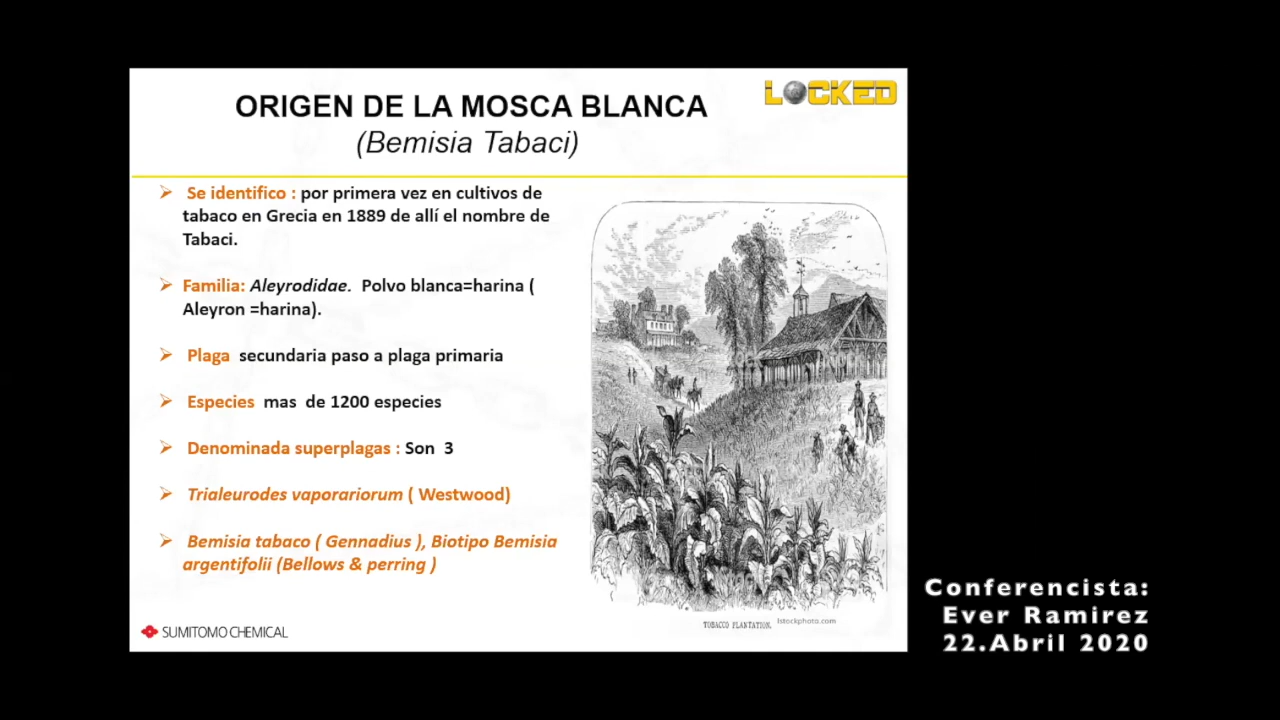 LOCKED
ORIGEN DE LA MOSCA BLANCA
(Bemisia Tabaci)
➢ Se identifico : por primera vez en cultivos de
tabaco en Grecia en 1889 de allí el nombre de
Tabaci.
➢ Familia: Aleyrodidae. Polvo blanca=harina (
Aleyron =harina).
➢ Plaga secundaria paso a plaga primaria
➢ Especies mas de 1200 especies
➢ Denominada superplagas : Son 3
➢ Trialeurodes vaporariorum ( Westwood)
➢ Bemisia tabaco ( Gennadius ), Biotipo Bemisia
argentifolii (Bellows & perring )
TOBACCO PLANTATION. Istockphoto.com
SUMITOMO CHEMICAL
Conferencista:
Ever Ramirez
22.Abril 2020